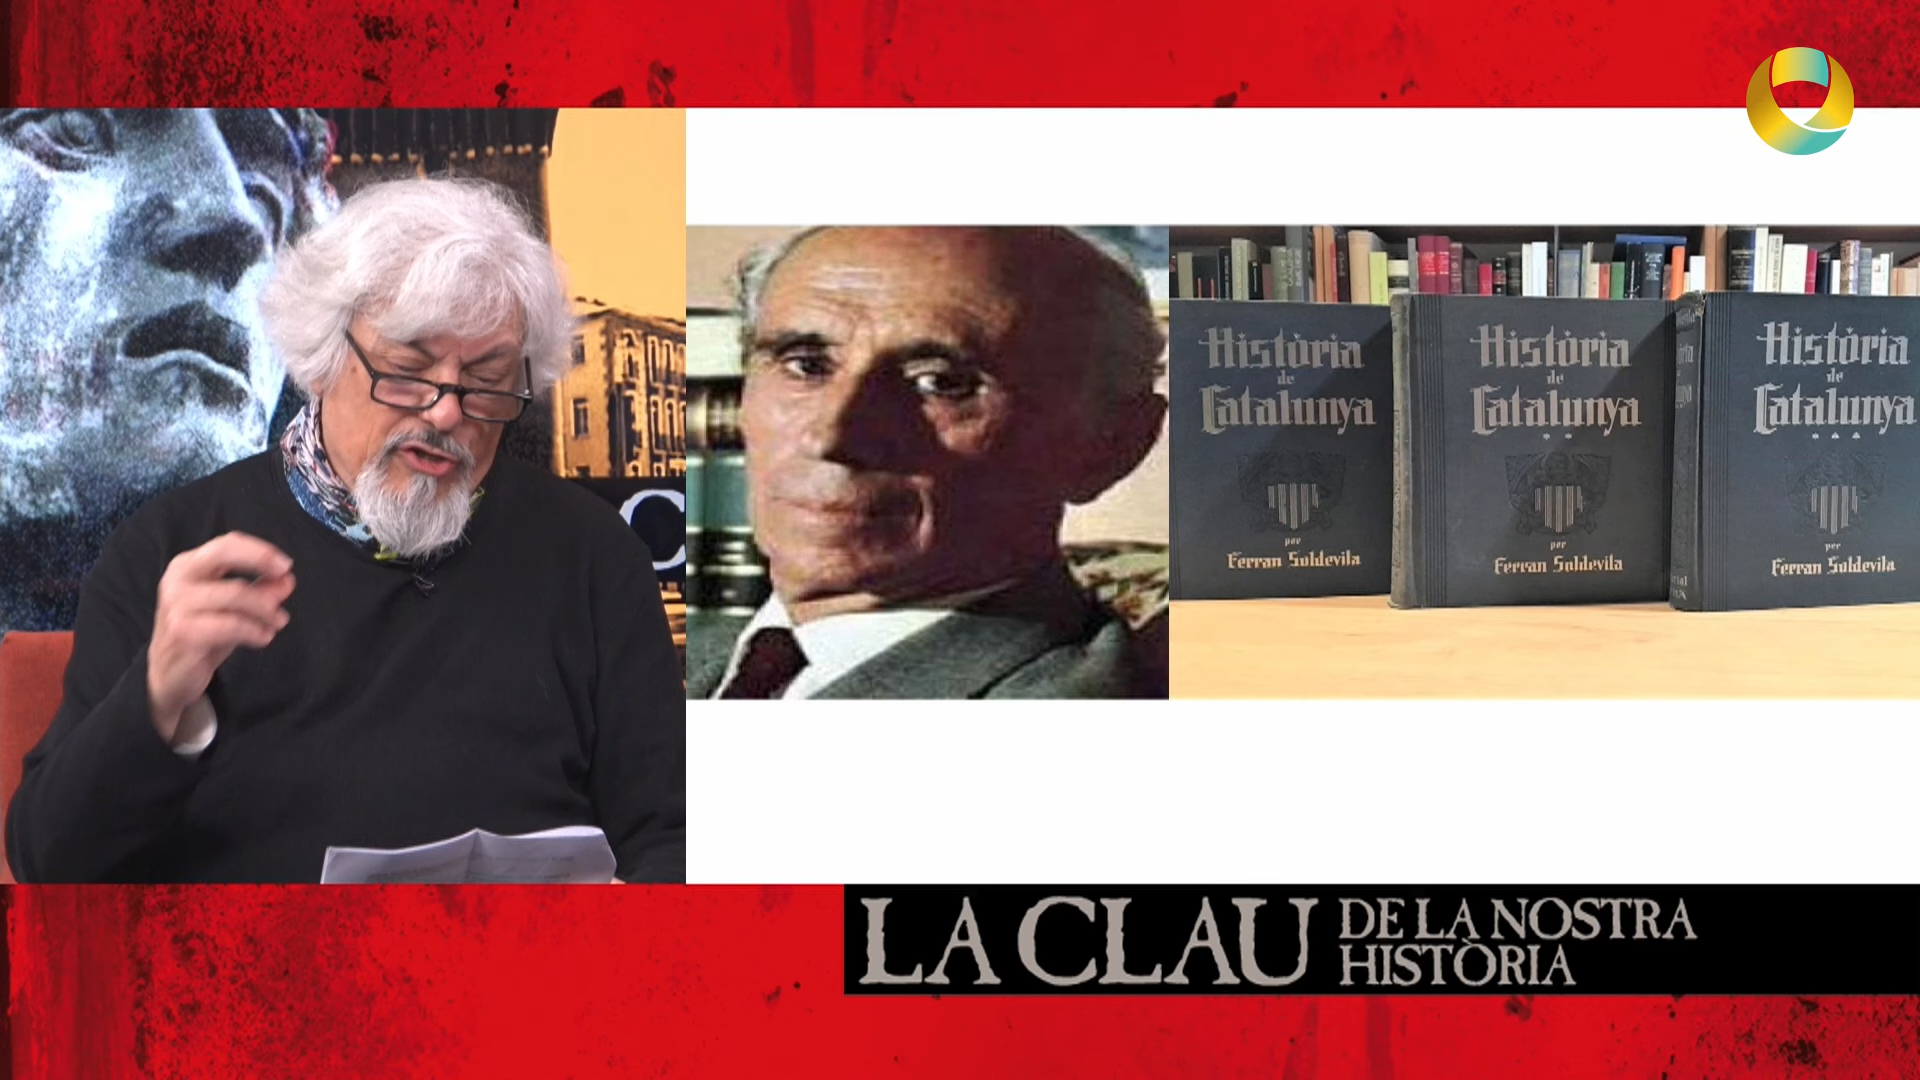 Història
de
Catalunya
per
Ferran Soldevila
Història
de
Catalunya
* *
per
Ferran Soldevila
Història
de
Catalunya
* * *
per
Ferran Soldevila
C
LA CLAU
DE LA NOSTRA
HISTÒRIA